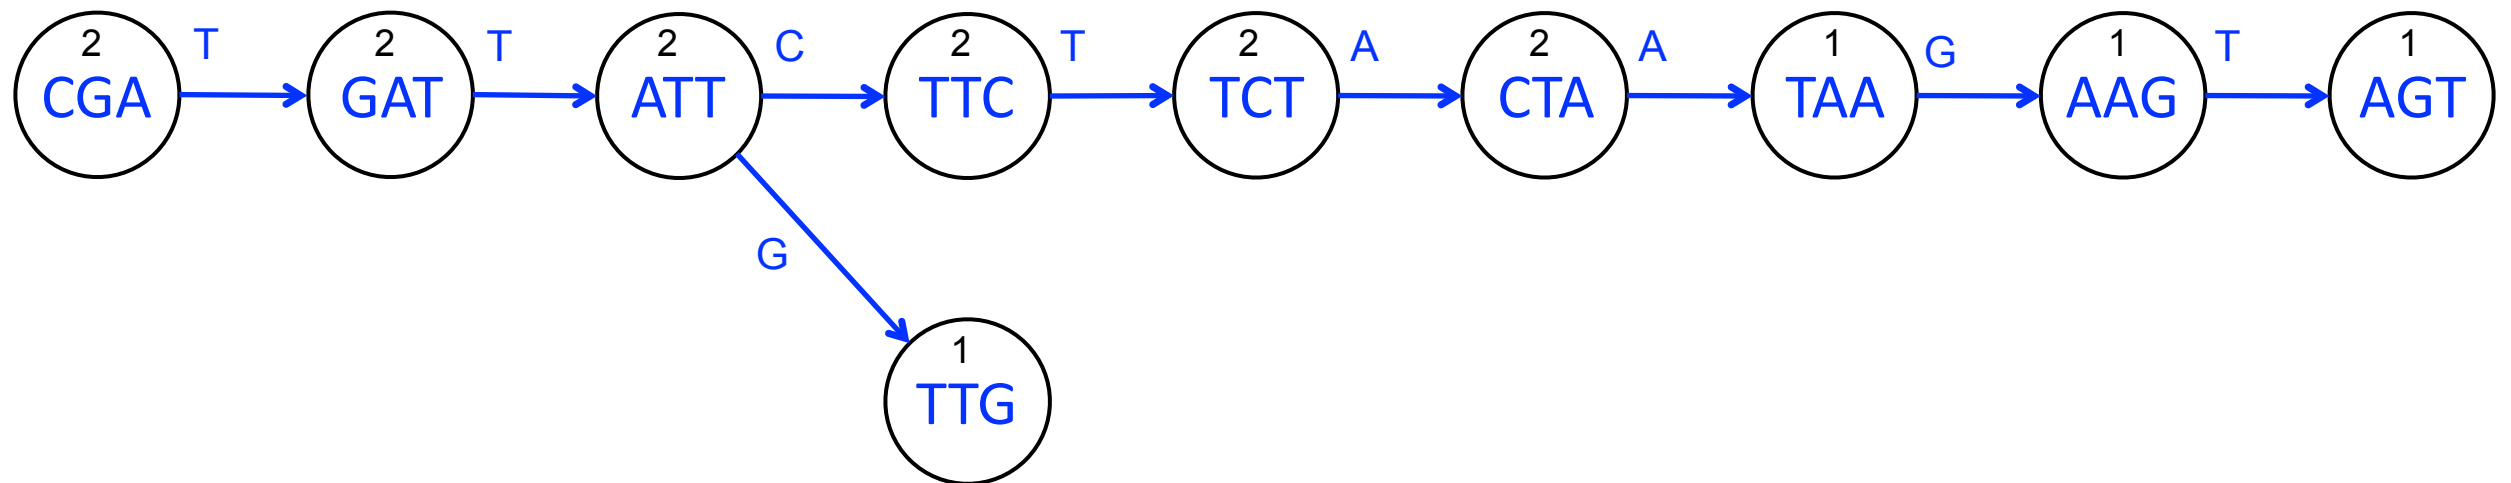 2 T 2 T 2 C 2 T 2 A 2 A 1 G 1 T 1
CGA GAT ATT TTC TCT CTA TAA AAG AGT
G
1
TTG